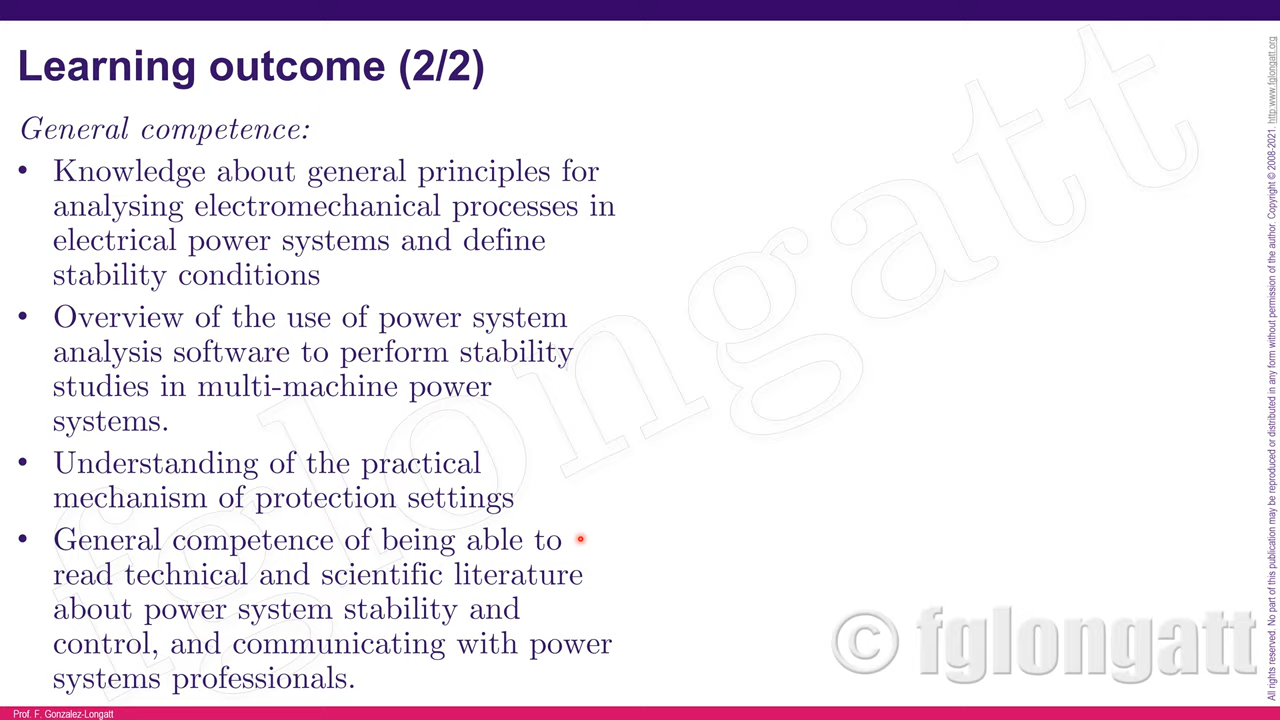 Learning outcome (2/2)
General competence:
• Knowledge about general principles for
analysing electromechanical processes in
electrical power systems and define
stability conditions
• Overview of the use of power system
analysis software to perform stability
studies in multi-machine power
systems.
• Understanding of the practical
mechanism of protection settings
• General competence of being able to
read technical and scientific literature
about power system stability and
control, and communicating with power
systems professionals.
fglongatt
© fglongatt
Prof. F. Gonzalez-Longatt
All rights reserved. No part of this publication may be reproduced or distributed in any form without permission of the author. Copyright © 2008-2021. http:www.fglongatt.org